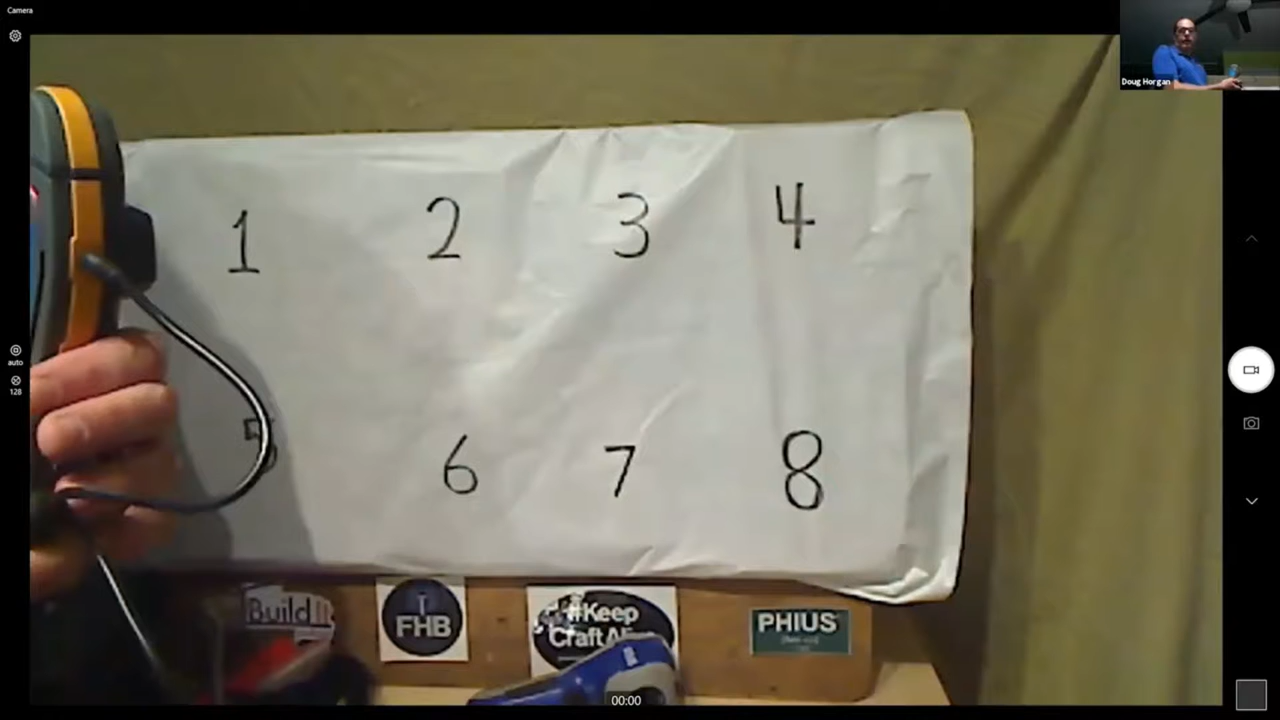 Camera
Doug Horgan
1 2 3 4
auto
128
5 6 7 8
Build
FHB
#Keep
Craft Alive
PHIUS
00:00